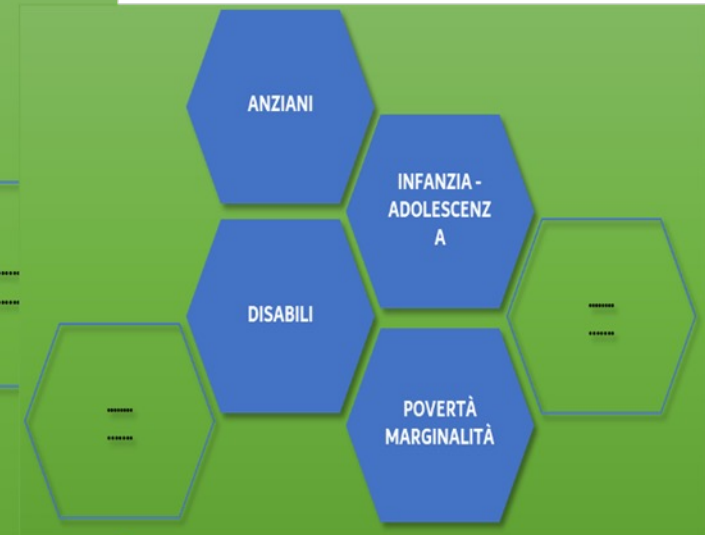 ANZIANI
INFANZIA -
ADOLESCENZ
A
DISABILI
........
.......
POVERTÀ
MARGINALITÀ
........
.......